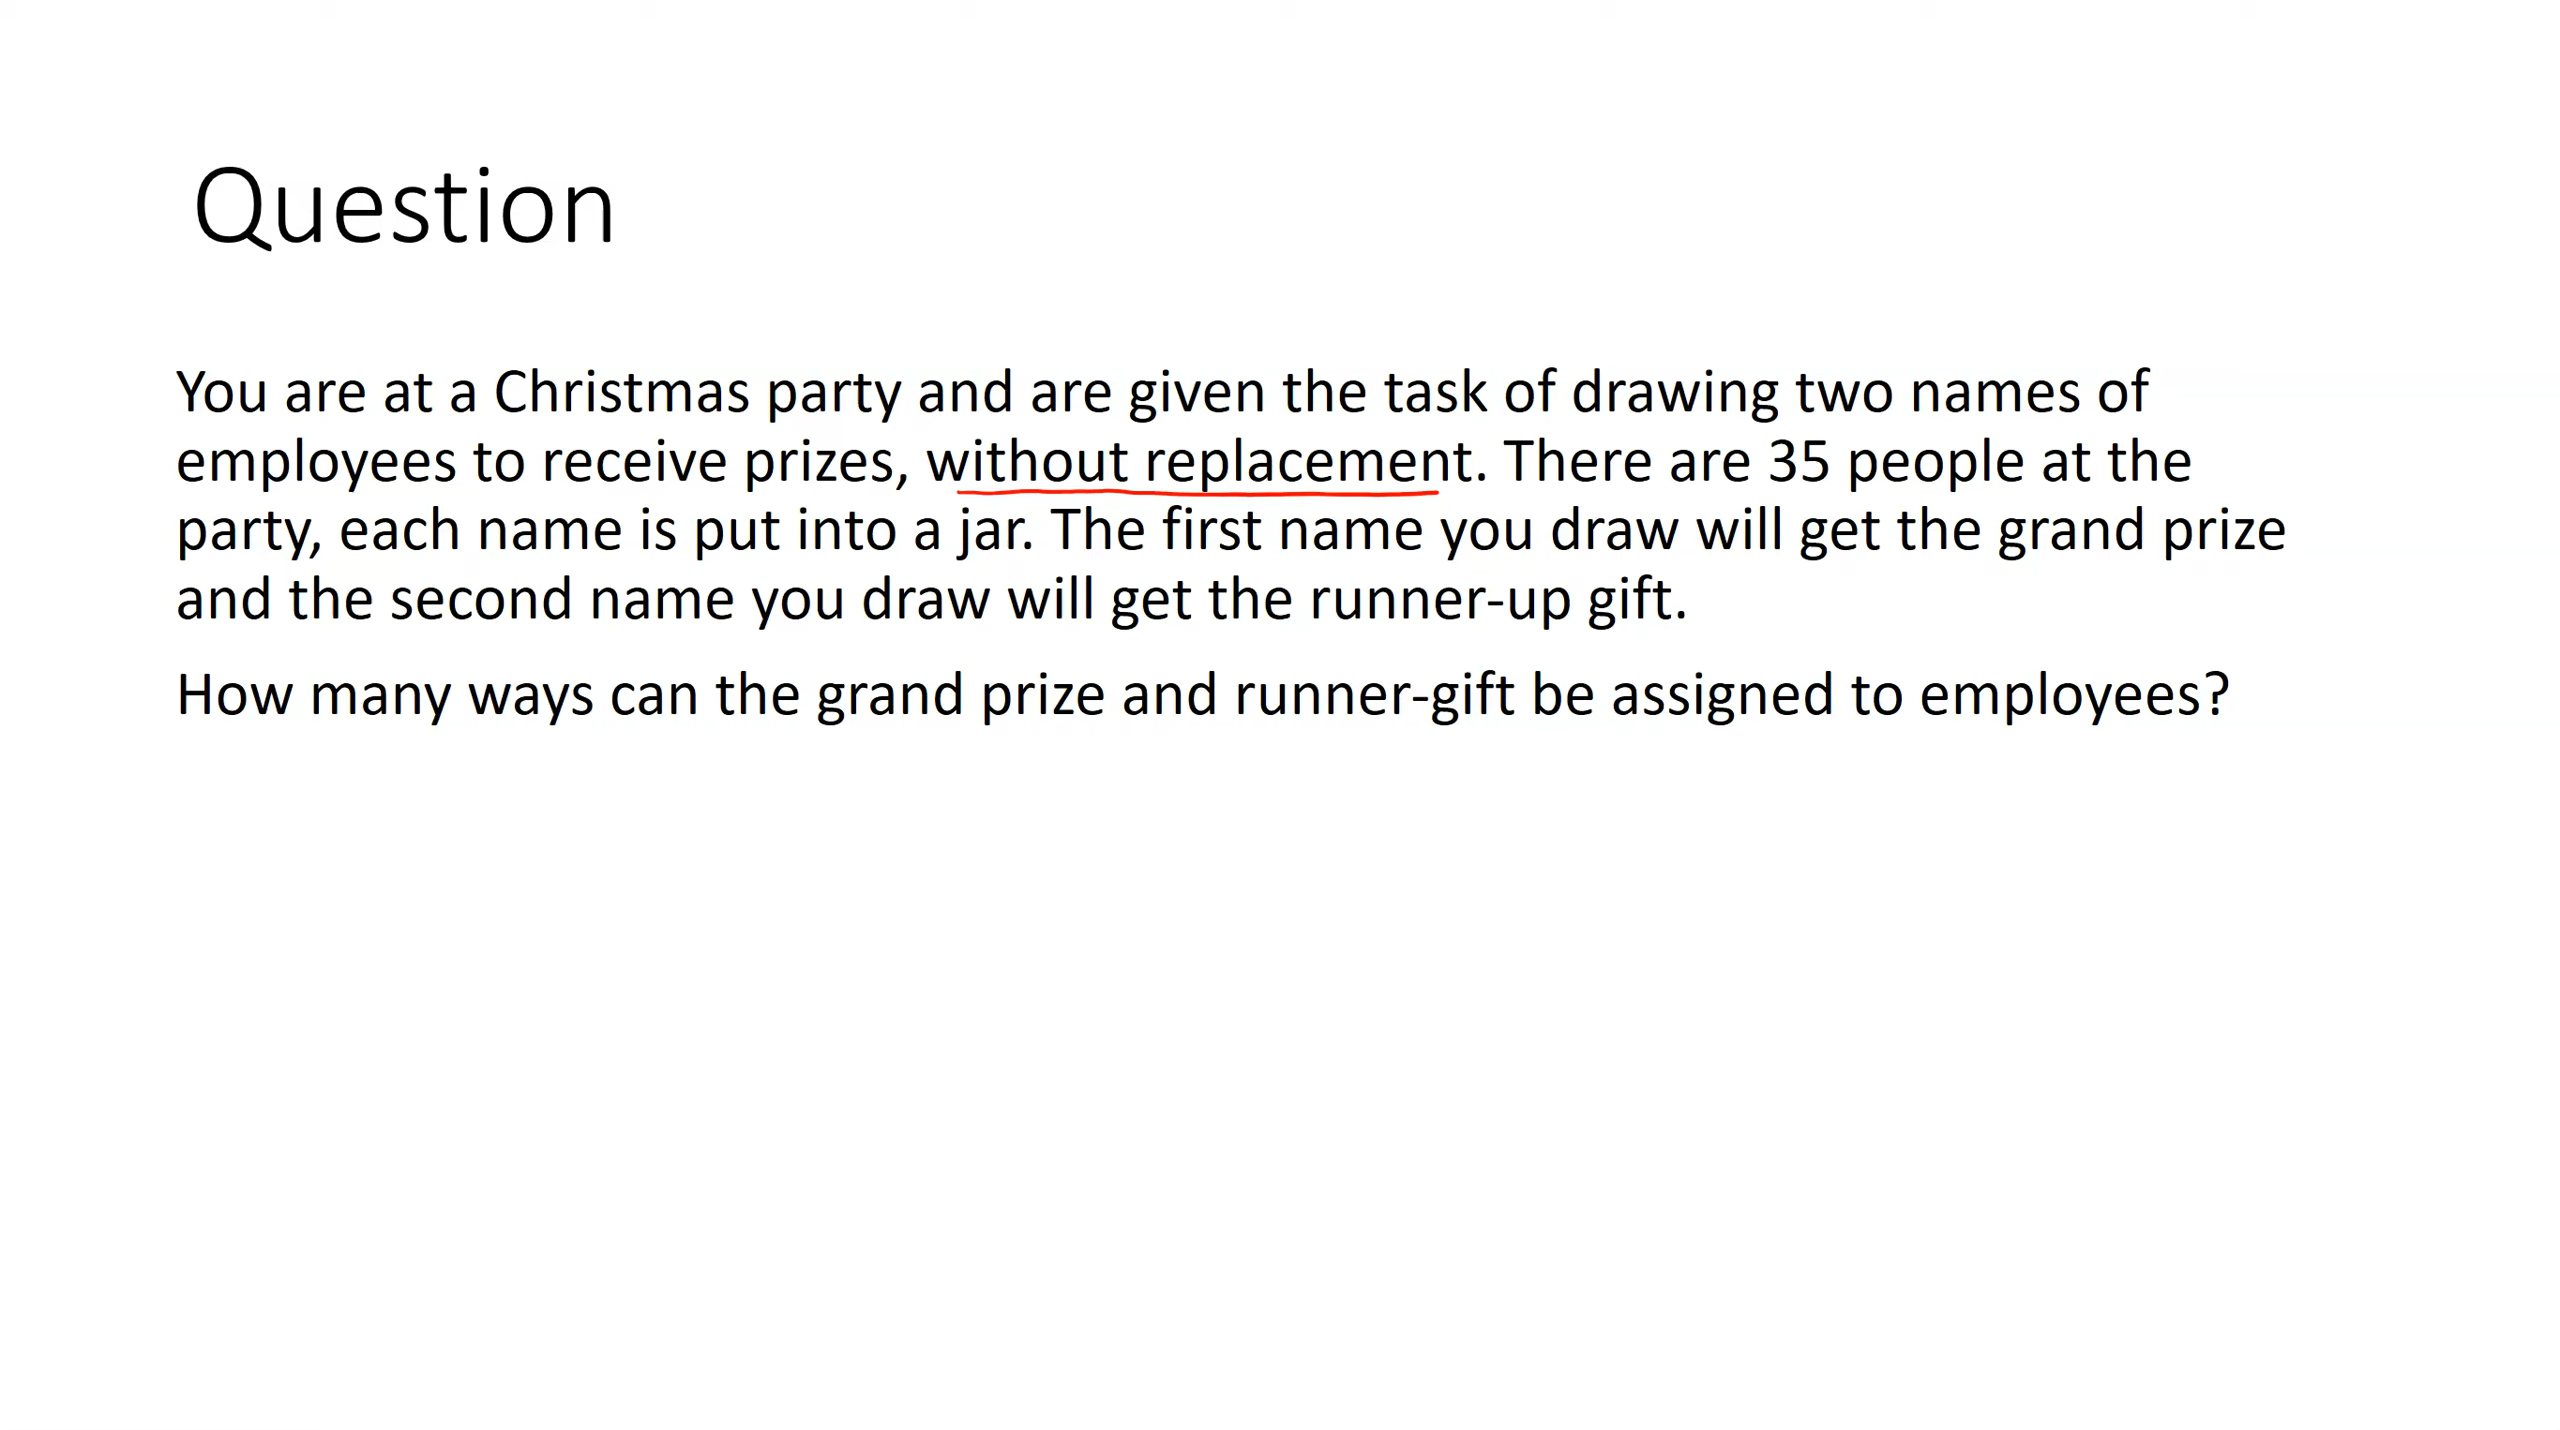 Question
You are at a Christmas party and are given the task of drawing two names of
employees to receive prizes, without replacement. There are 35 people at the
party, each name is put into a jar. The first name you draw will get the grand prize
and the second name you draw will get the runner-up gift.
How many ways can the grand prize and runner-gift be assigned to employees?